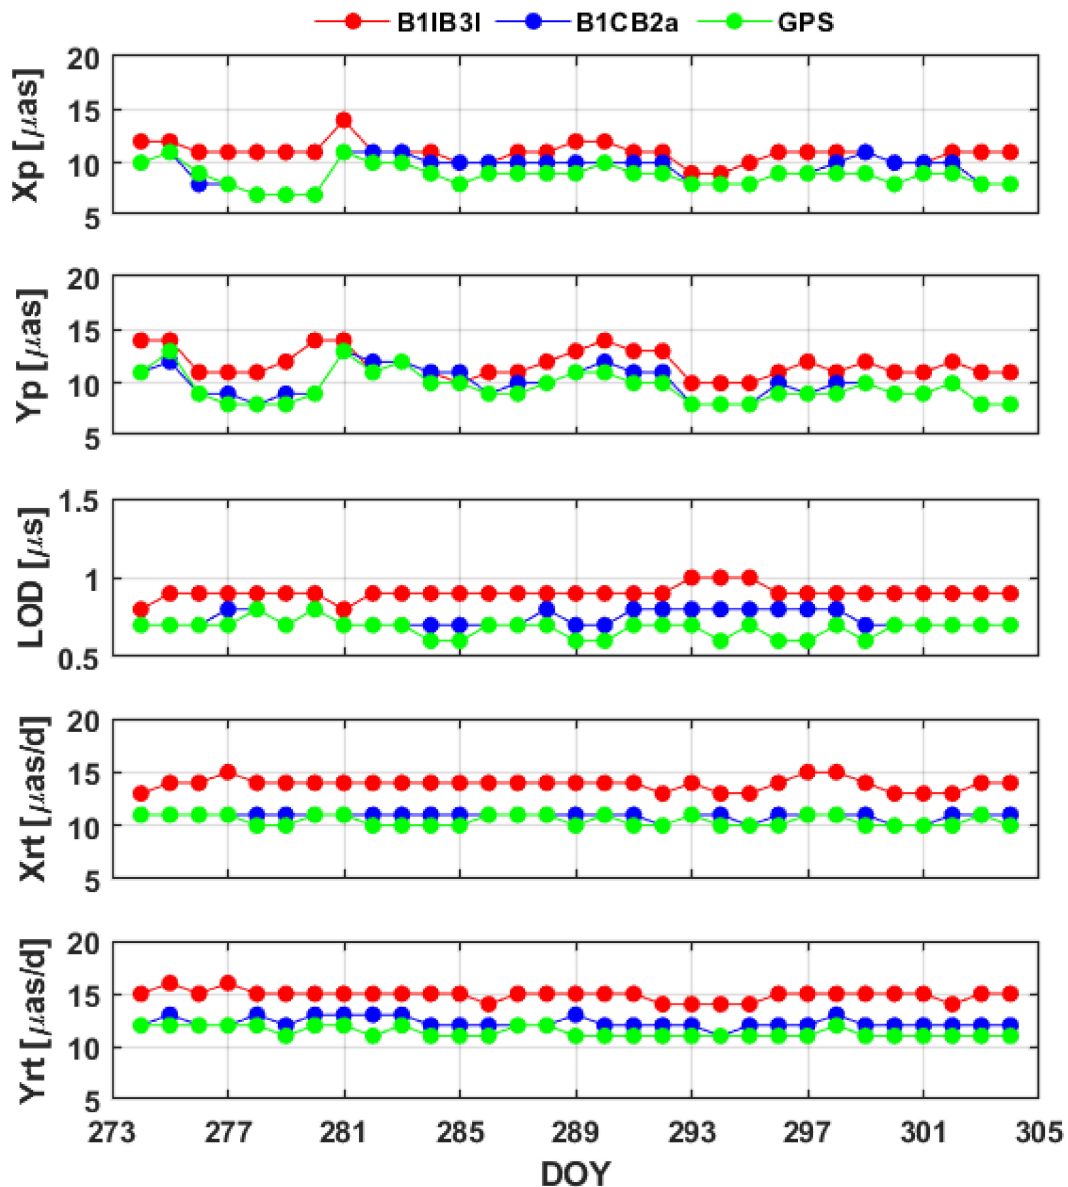 B1IB3I B1CB2a GPS
20
15
10
5
Xp [μas]
20
15
10
5
Yp [μas]
1.5
1
0.5
LOD [μs]
20
15
10
5
Xrt [μas/d]
20
15
10
5
Yrt [μas/d]
273 277 281 285 289 293 297 301 305
DOY